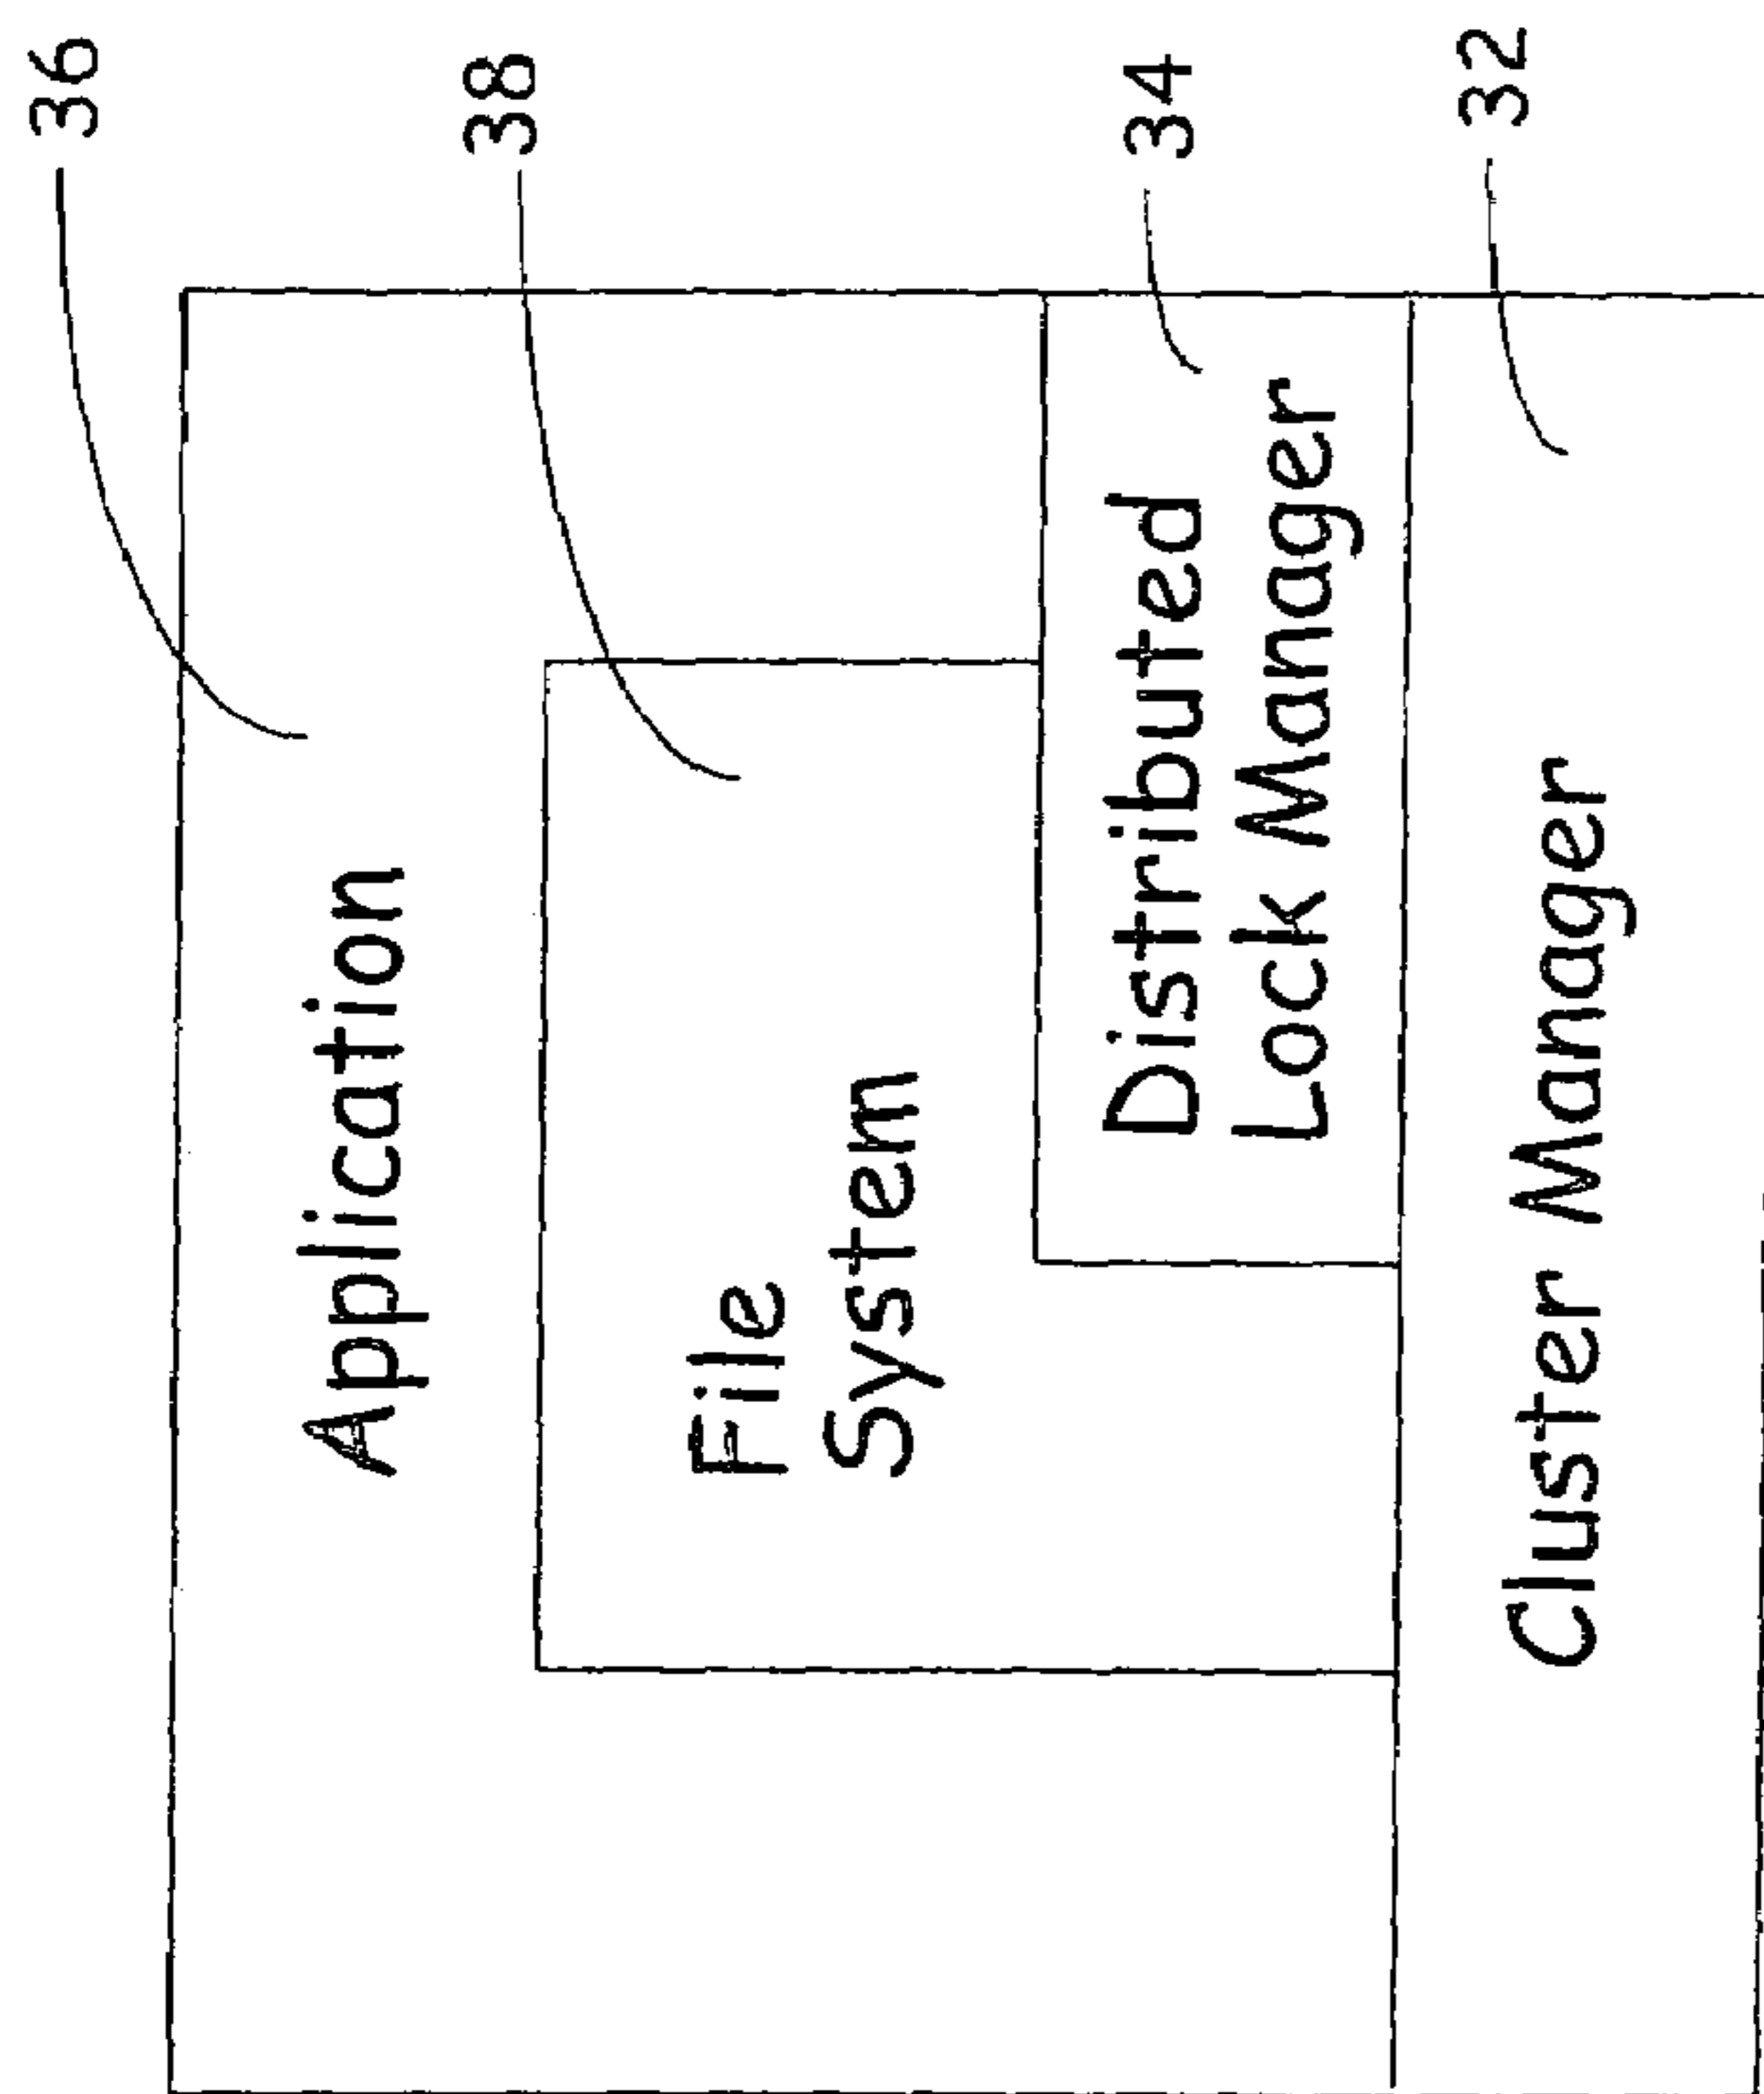 36
Application
38
File
System
34
Distributed
Lock Manager
32
Cluster Manager